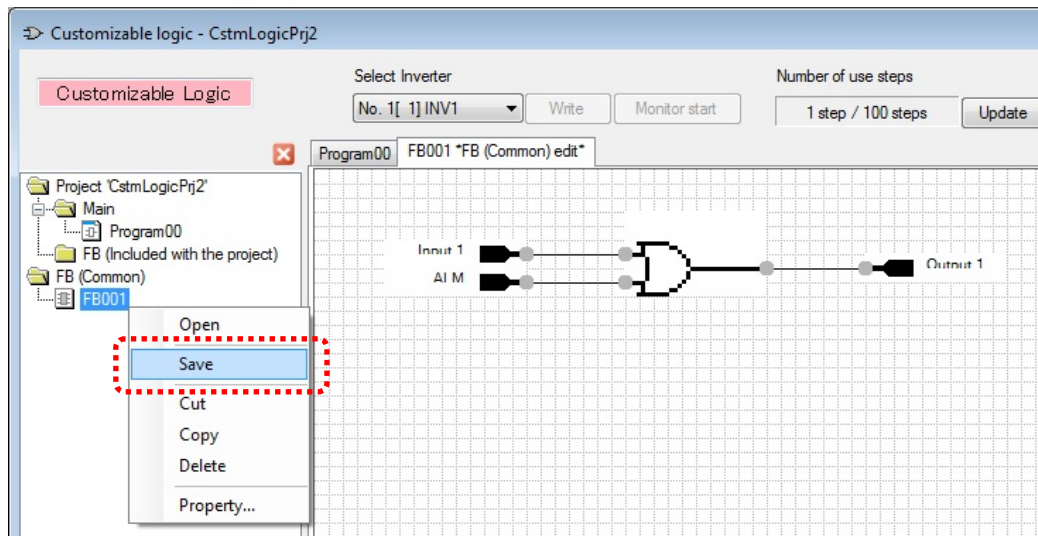 Customizable logic - CstmLogicPrj2
Customizable Logic
Select Inverter
No. 1[ 1] INV1
Write
Monitor start
Number of use steps
1 step / 100 steps
Update
Program00
FB001 *FB (Common) edit*
Project 'CstmLogicPrj2'
Main
Program00
FB (Included with the project)
FB (Common)
FB001
Open
Save
Cut
Copy
Delete
Property...
Input 1
ALM
Output 1